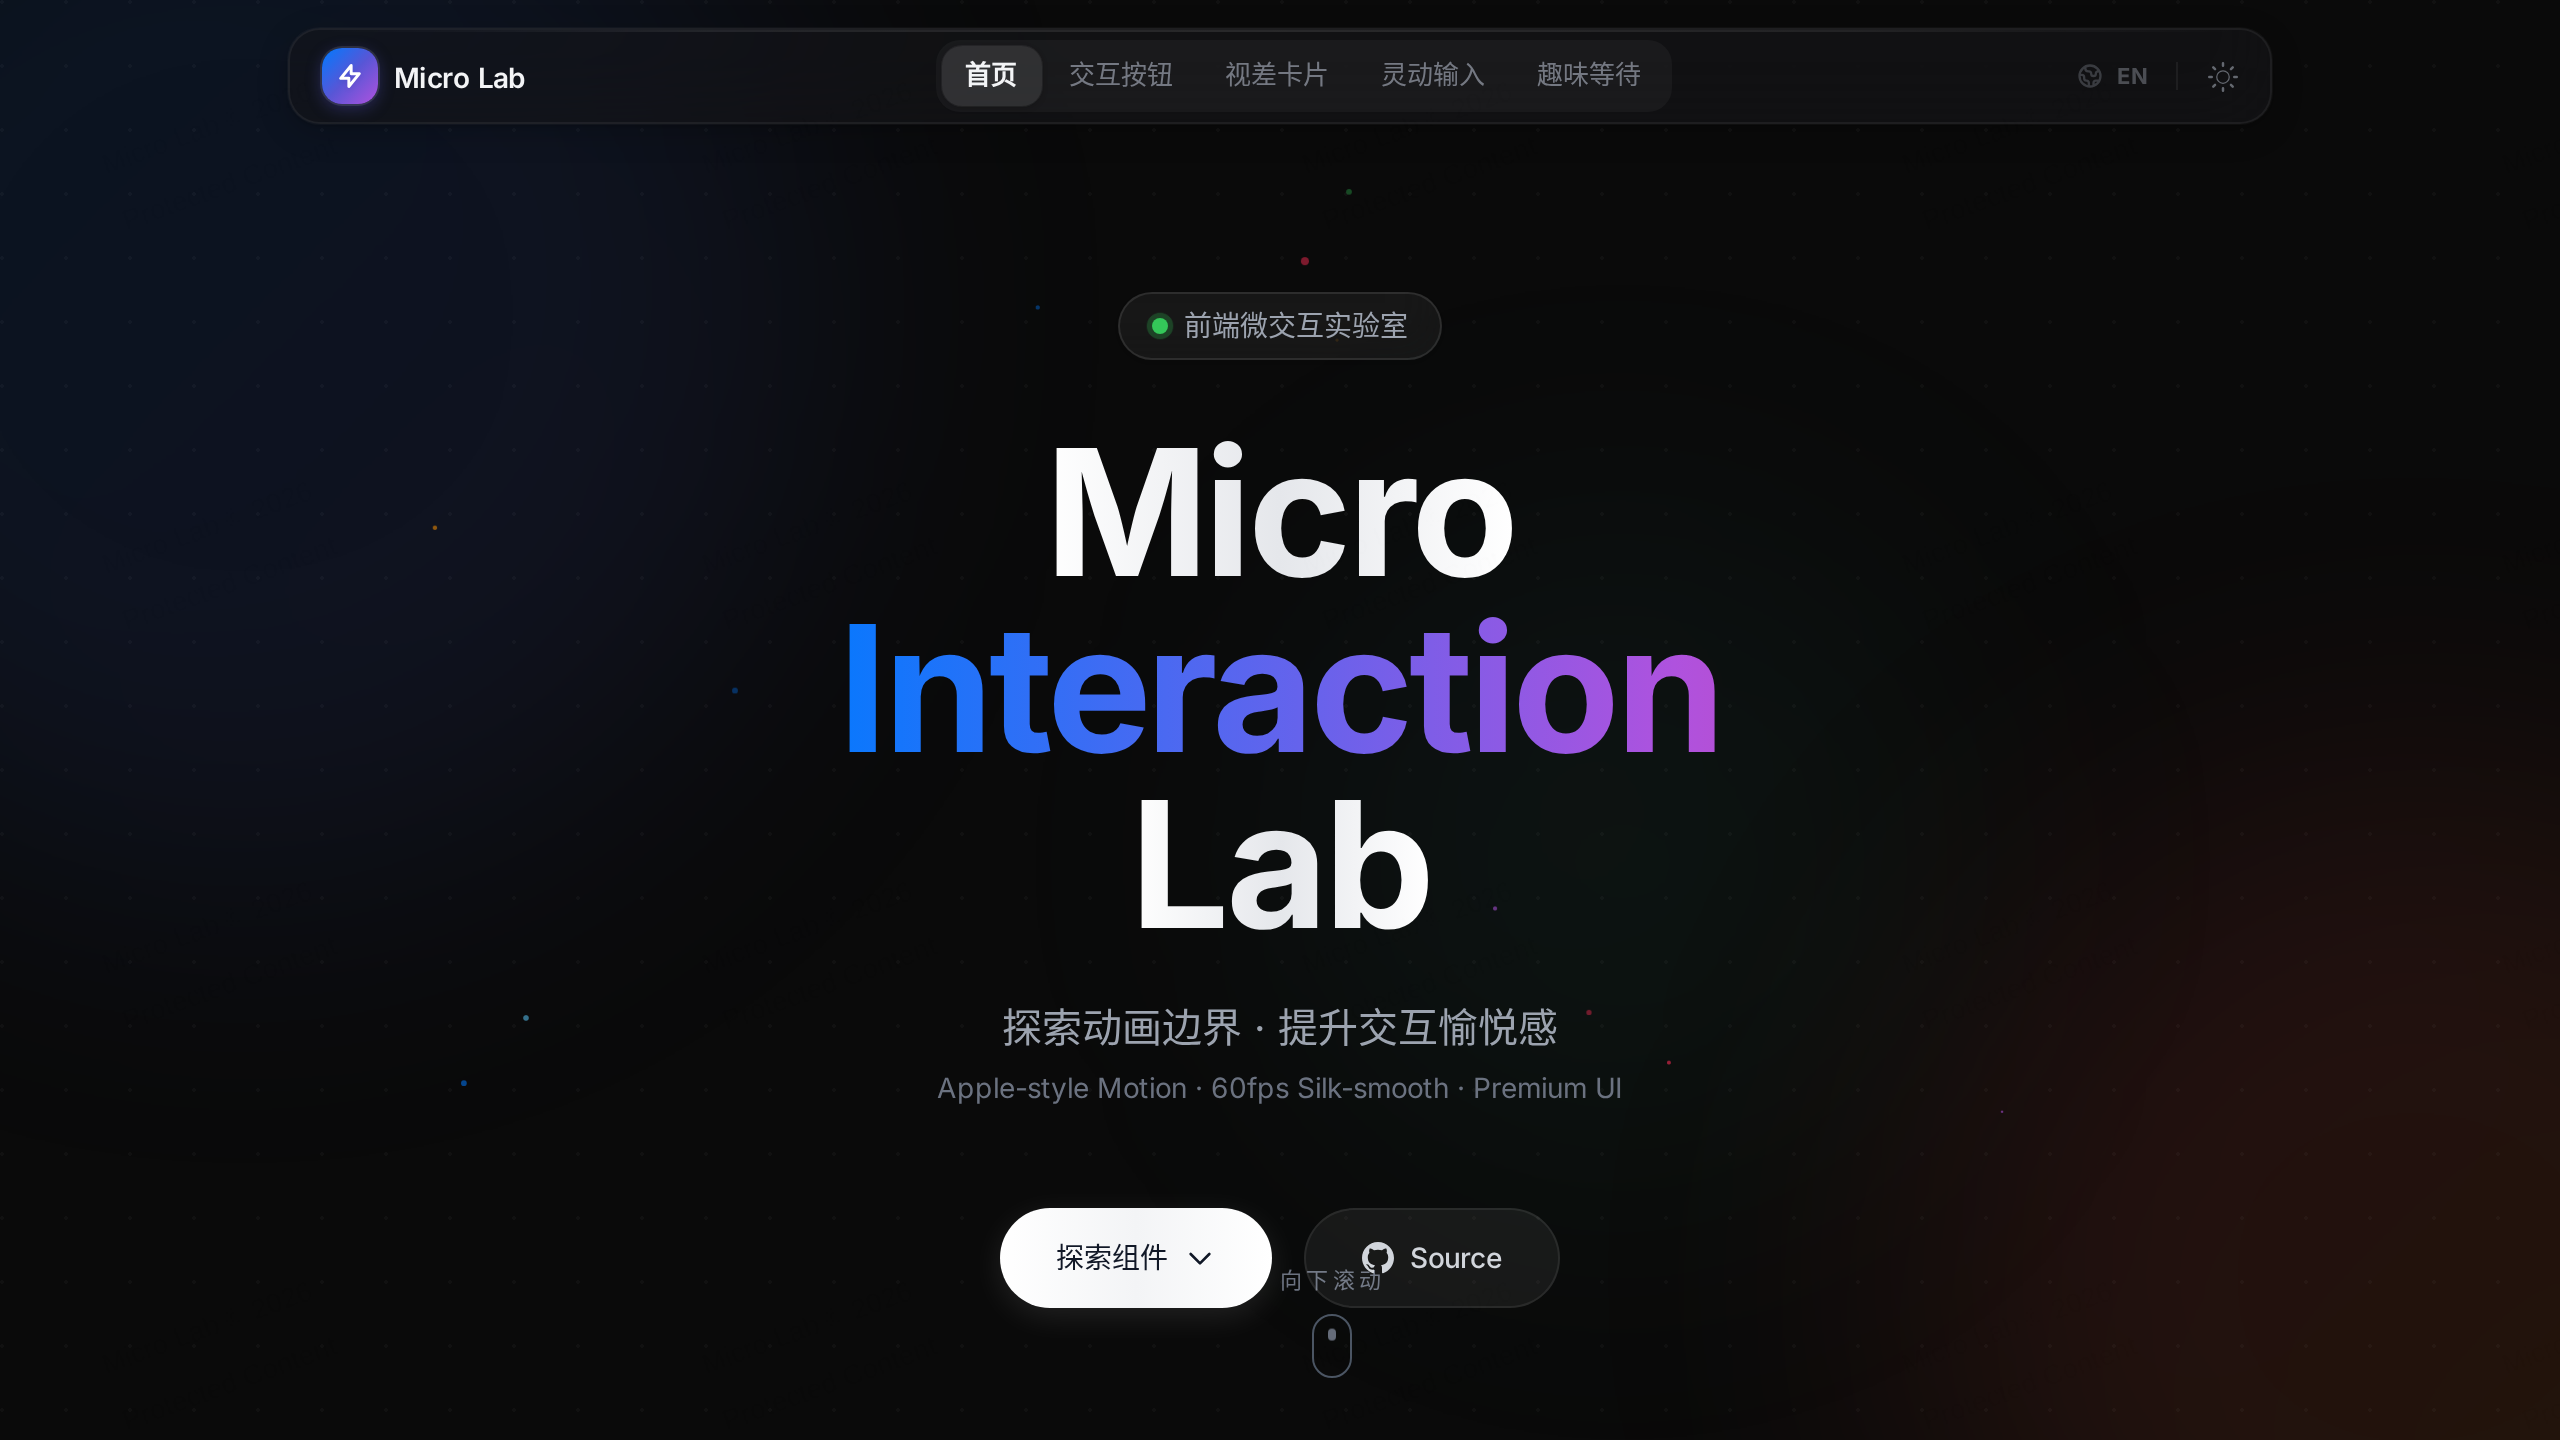 Micro Lab
首页 交互按钮 视差卡片 灵动输入 趣味等待
EN
前端微交互实验室
Micro
Interaction
Lab
探索动画边界 · 提升交互愉悦感
Apple-style Motion · 60fps Silk-smooth · Premium UI
探索组件
Source
向下滚动